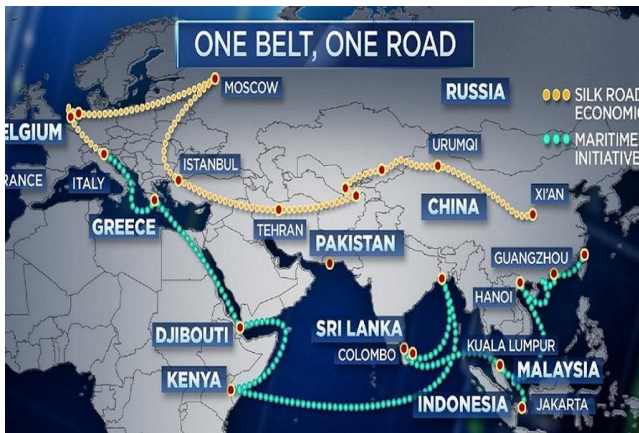 ONE BELT, ONE ROAD
MOSCOW
RUSSIA
SILK ROAD
ECONOMIC
MARITIME
INITIATIVE
ELGIUM
RANCE
ITALY
ISTANBUL
URUMQI
XI'AN
CHINA
GREECE
TEHRAN
PAKISTAN
GUANGZHOU
HANOI
DJIBOUTI
SRI LANKA
COLOMBO
KUALA LUMPUR
MALAYSIA
KENYA
INDONESIA
JAKARTA